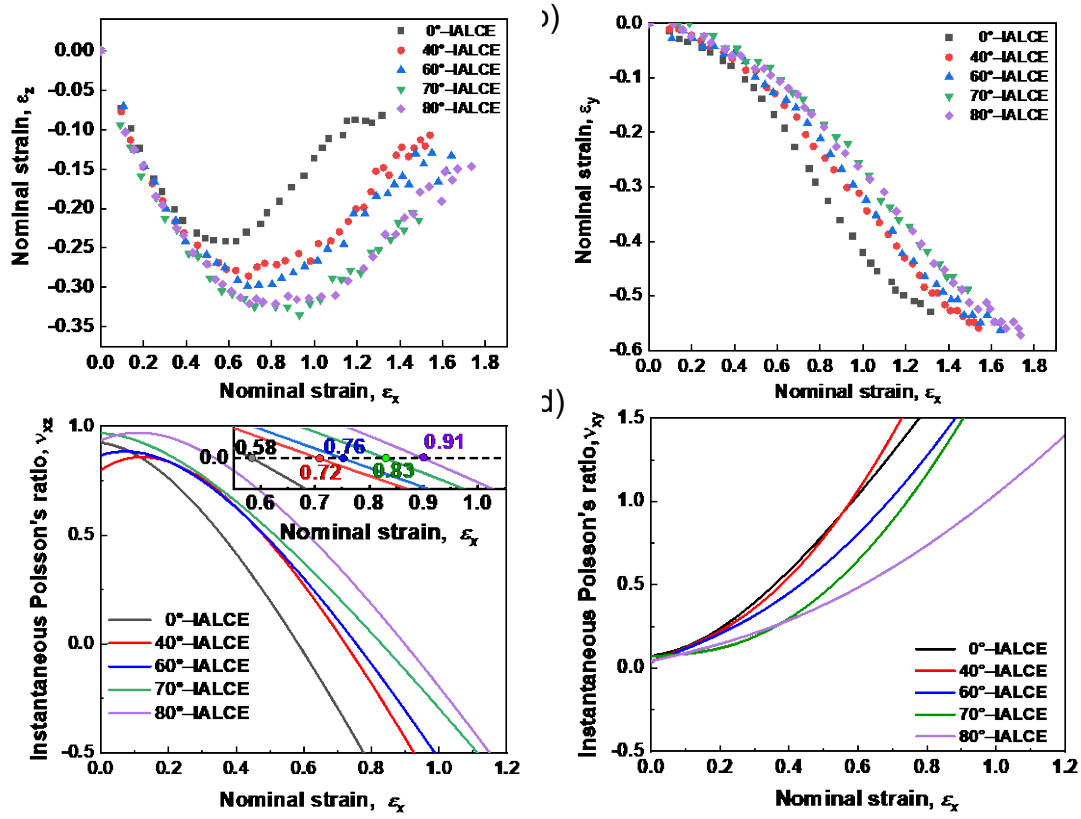 0.00
-0.05
-0.10
-0.15
-0.20
-0.25
-0.30
-0.35
Nominal strain, εz
0°–IALCE
40°–IALCE
60°–IALCE
70°–IALCE
80°–IALCE
0.0 0.2 0.4 0.6 0.8 1.0 1.2 1.4 1.6 1.8
Nominal strain, εx
)
-0.0
-0.1
-0.2
-0.3
-0.4
-0.5
-0.6
Nominal strain, εy
0°–IALCE
40°–IALCE
60°–IALCE
70°–IALCE
80°–IALCE
0.0 0.2 0.4 0.6 0.8 1.0 1.2 1.4 1.6 1.8
Nominal strain, εx
1.0
0.5
0.0
-0.5
Instantaneous Polsson's ratio, νxz
0.0
0.58
0.72
0.76
0.83
0.91
0.6 0.7 0.8 0.9 1.0
Nominal strain, εx
0°–IALCE
40°–IALCE
60°–IALCE
70°–IALCE
80°–IALCE
0.0 0.2 0.4 0.6 0.8 1.0 1.2
Nominal strain, εx
d)
1.5
1.0
0.5
0.0
-0.5
Instantaneous Polsson's ratio, νxy
0°–IALCE
40°–IALCE
60°–IALCE
70°–IALCE
80°–IALCE
0.0 0.2 0.4 0.6 0.8 1.0 1.2
Nominal strain, εx